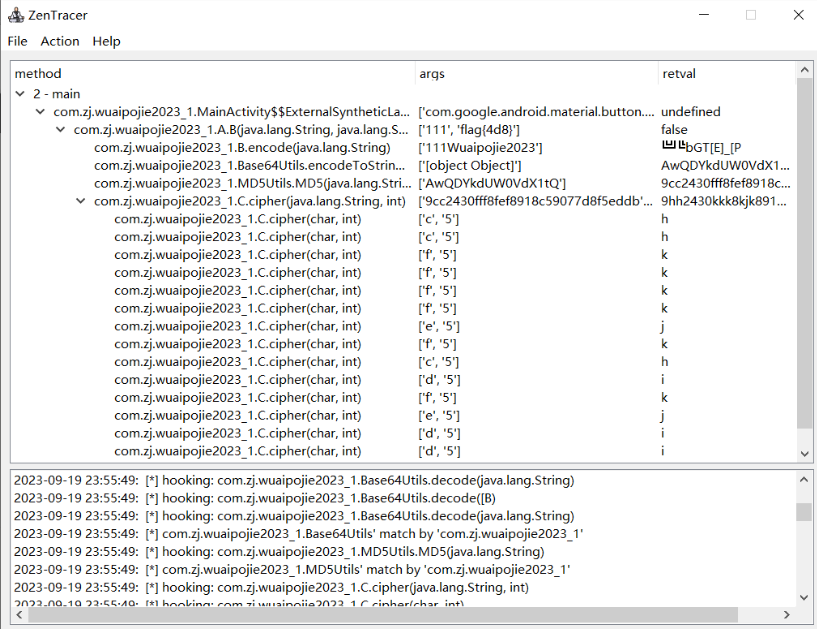 ZenTracer
File Action Help
method args retval
2 - main
com.zj.wuaipojie2023_1.MainActivity$$ExternalSyntheticLa... ['com.google.android.material.button.... undefined
com.zj.wuaipojie2023_1.A.B(java.lang.String, java.lang.S... ['111', 'flag{4d8}'] false
com.zj.wuaipojie2023_1.B.encode(java.lang.String) ['111Wuaipojie2023'] bGT[E]_[P
com.zj.wuaipojie2023_1.Base64Utils.encodeToStrin... ['[object Object]'] AwQDYkdUW0VdX1...
com.zj.wuaipojie2023_1.MD5Utils.MD5(java.lang.Stri... ['AwQDYkdUW0VdX1tQ'] 9cc2430fff8fef8918c...
com.zj.wuaipojie2023_1.C.cipher(java.lang.String, int) ['9cc2430fff8fef8918c59077d8f5eddb'... 9hh2430kkk8kjk891...
com.zj.wuaipojie2023_1.C.cipher(char, int) ['c', '5'] h
com.zj.wuaipojie2023_1.C.cipher(char, int) ['c', '5'] h
com.zj.wuaipojie2023_1.C.cipher(char, int) ['f', '5'] k
com.zj.wuaipojie2023_1.C.cipher(char, int) ['f', '5'] k
com.zj.wuaipojie2023_1.C.cipher(char, int) ['f', '5'] k
com.zj.wuaipojie2023_1.C.cipher(char, int) ['f', '5'] k
com.zj.wuaipojie2023_1.C.cipher(char, int) ['e', '5'] j
com.zj.wuaipojie2023_1.C.cipher(char, int) ['f', '5'] k
com.zj.wuaipojie2023_1.C.cipher(char, int) ['c', '5'] h
com.zj.wuaipojie2023_1.C.cipher(char, int) ['d', '5'] i
com.zj.wuaipojie2023_1.C.cipher(char, int) ['f', '5'] k
com.zj.wuaipojie2023_1.C.cipher(char, int) ['e', '5'] j
com.zj.wuaipojie2023_1.C.cipher(char, int) ['d', '5'] i
com.zj.wuaipojie2023_1.C.cipher(char, int) ['d', '5'] i
2023-09-19 23:55:49: [*] hooking: com.zj.wuaipojie2023_1.Base64Utils.decode(java.lang.String)
2023-09-19 23:55:49: [*] hooking: com.zj.wuaipojie2023_1.Base64Utils.decode([B)
2023-09-19 23:55:49: [*] hooking: com.zj.wuaipojie2023_1.Base64Utils.decode(java.lang.String)
2023-09-19 23:55:49: [*] com.zj.wuaipojie2023_1.Base64Utils' match by 'com.zj.wuaipojie2023_1'
2023-09-19 23:55:49: [*] hooking: com.zj.wuaipojie2023_1.MD5Utils.MD5(java.lang.String)
2023-09-19 23:55:49: [*] com.zj.wuaipojie2023_1.MD5Utils' match by 'com.zj.wuaipojie2023_1'
2023-09-19 23:55:49: [*] hooking: com.zj.wuaipojie2023_1.C.cipher(java.lang.String, int)
2023-09-19 23:55:49: [*] hooking: com.zj.wuaipojie2023_1.C.cipher(char, int)